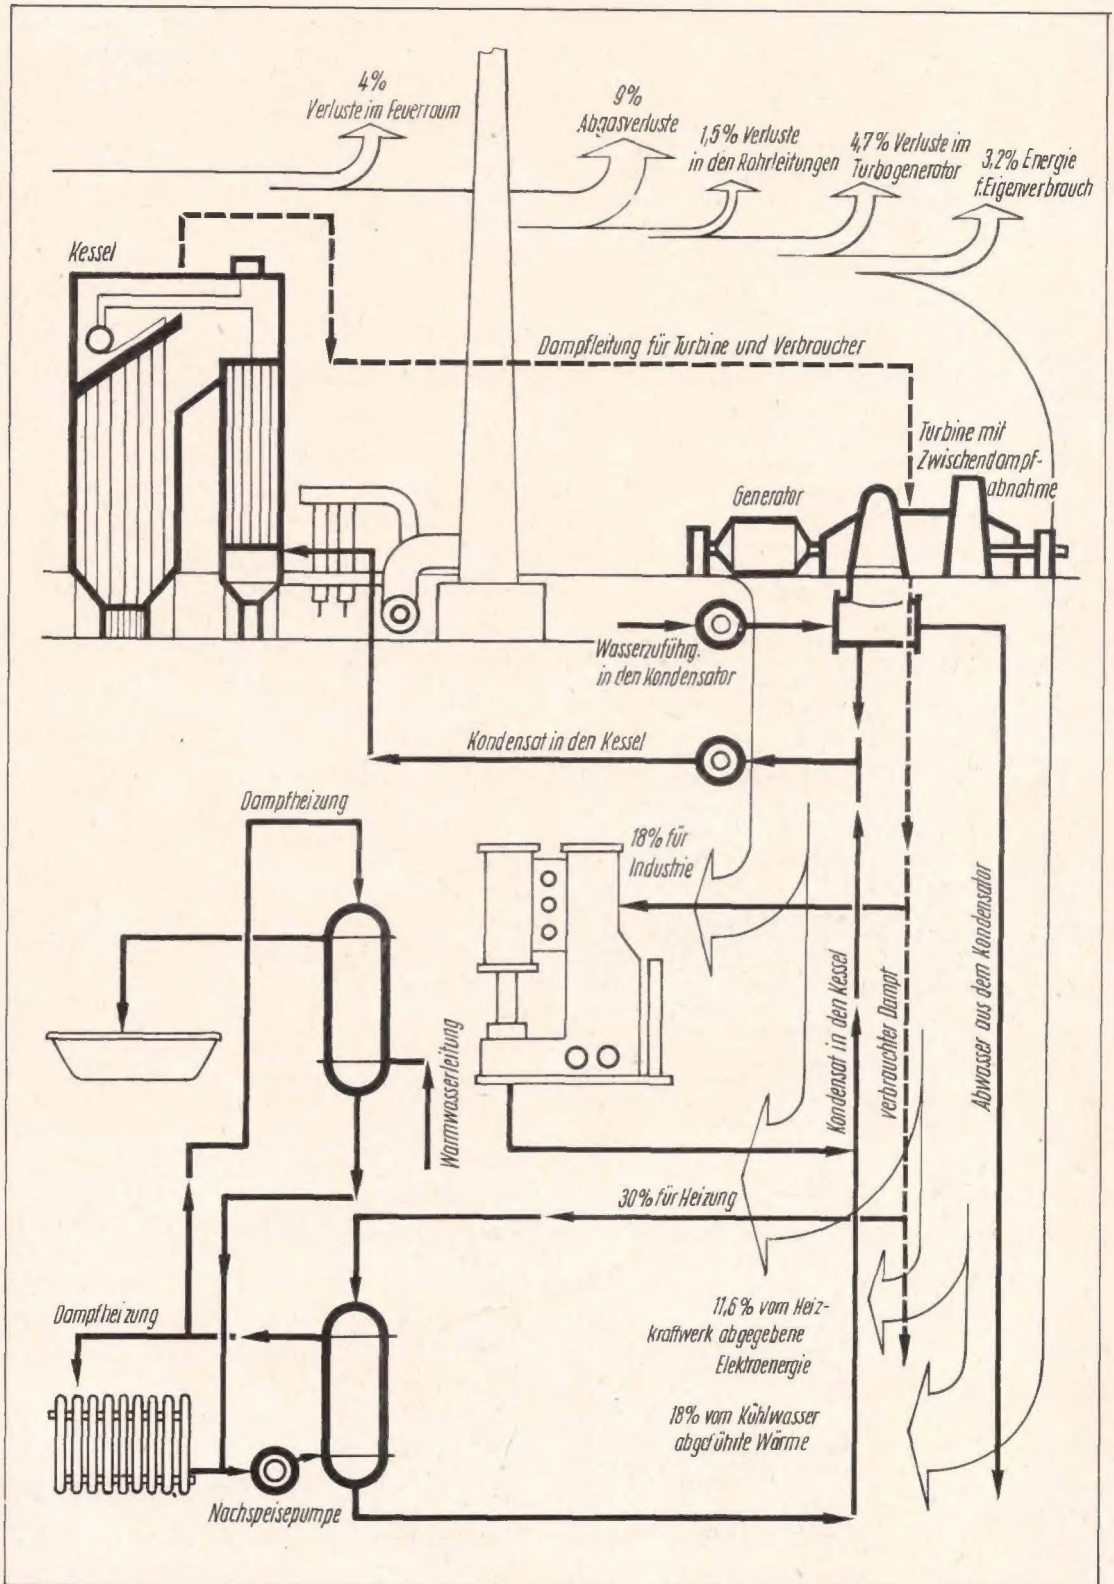 4%
Verluste im Feuerraum
9%
Abgasverluste
1,5% Verluste
in den Rohrleitungen
4,7% Verluste im
Turbogenerator
3,2% Energie
f.Eigenverbrauch
Kessel
Dampfleitung für Turbine und Verbraucher
Turbine mit
Zwischendampf-
abnahme
Generator
Wasserzuführg.
in den Kondensator
Kondensat in den Kessel
Dampfheizung
18% für
Industrie
Warmwasserleitung
Kondensat in den Kessel
verbrauchter Dampf
Abwasser aus dem Kondensator
30% für Heizung
Dampfheizung
11,6% vom Heiz-
kraftwerk abgegebene
Elektroenergie
18% vom Kühlwasser
abgeführte Wärme
Nachspeisepumpe